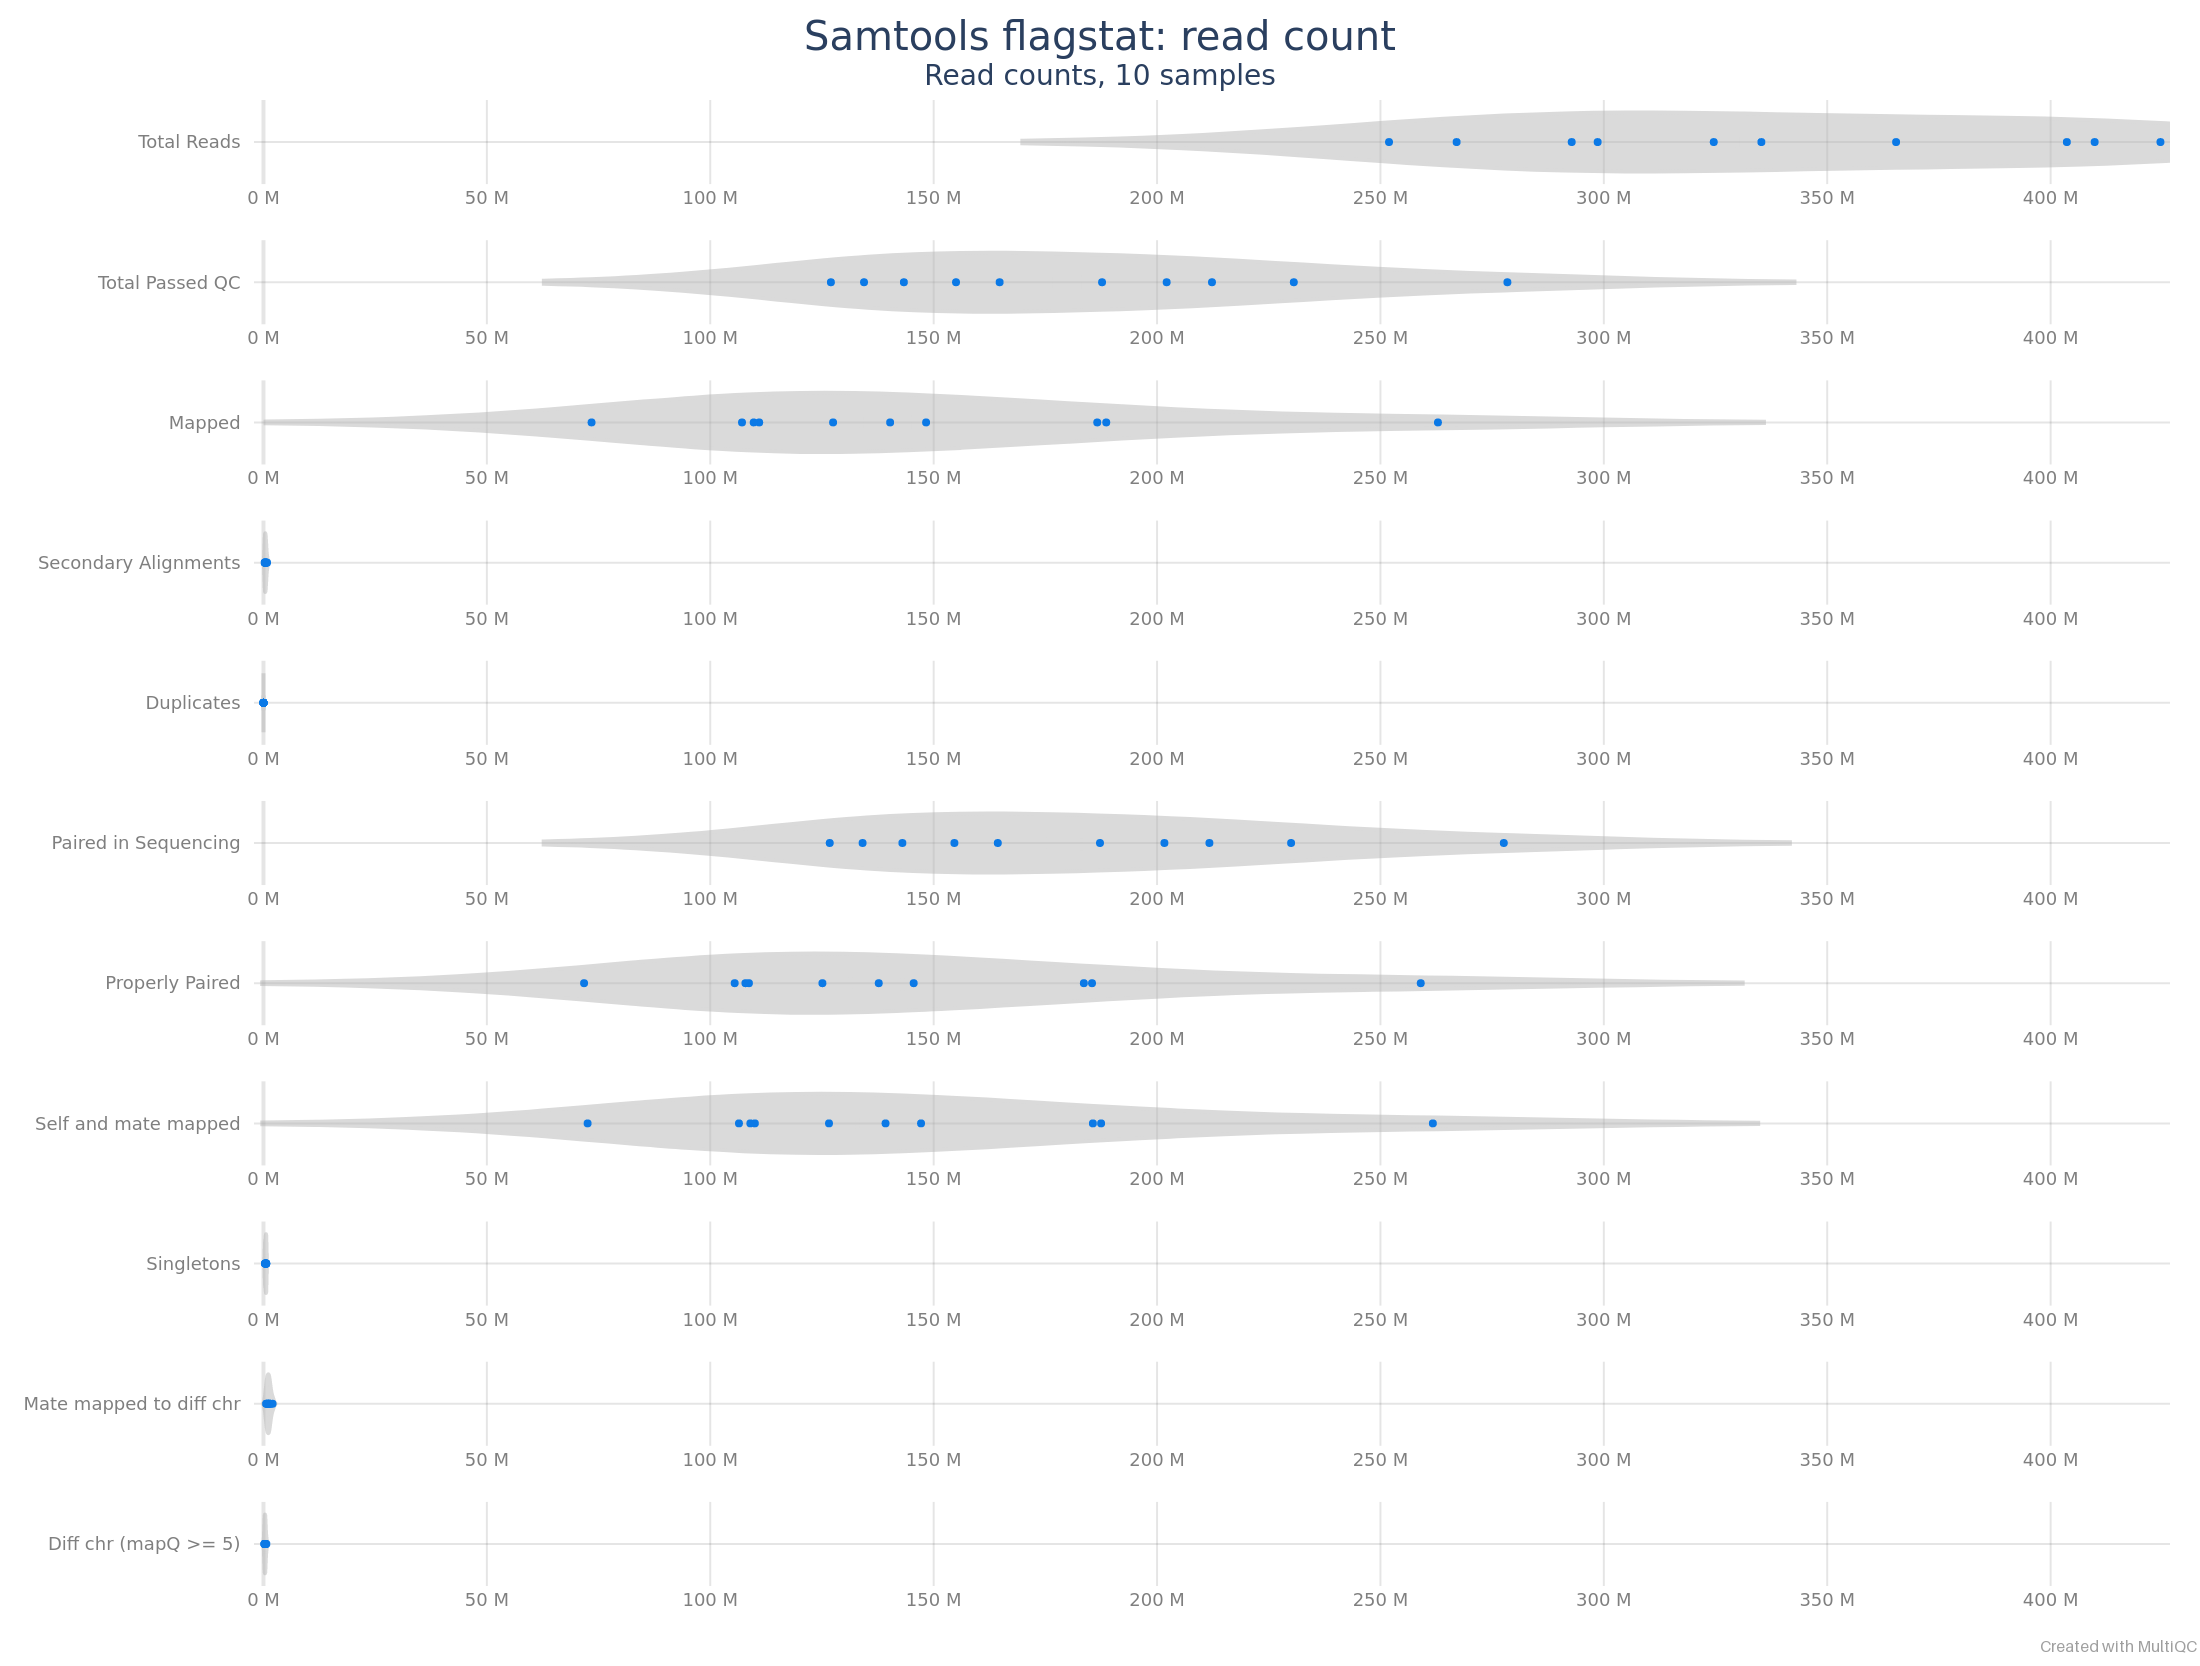 Samtools flagstat: read count
Read counts, 10 samples
Total Reads
0 M 50 M 100 M 150 M 200 M 250 M 300 M 350 M 400 M
Total Passed QC
0 M 50 M 100 M 150 M 200 M 250 M 300 M 350 M 400 M
Mapped
0 M 50 M 100 M 150 M 200 M 250 M 300 M 350 M 400 M
Secondary Alignments
0 M 50 M 100 M 150 M 200 M 250 M 300 M 350 M 400 M
Duplicates
0 M 50 M 100 M 150 M 200 M 250 M 300 M 350 M 400 M
Paired in Sequencing
0 M 50 M 100 M 150 M 200 M 250 M 300 M 350 M 400 M
Properly Paired
0 M 50 M 100 M 150 M 200 M 250 M 300 M 350 M 400 M
Self and mate mapped
0 M 50 M 100 M 150 M 200 M 250 M 300 M 350 M 400 M
Singletons
0 M 50 M 100 M 150 M 200 M 250 M 300 M 350 M 400 M
Mate mapped to diff chr
0 M 50 M 100 M 150 M 200 M 250 M 300 M 350 M 400 M
Diff chr (mapQ >= 5)
0 M 50 M 100 M 150 M 200 M 250 M 300 M 350 M 400 M
Created with MultiQC